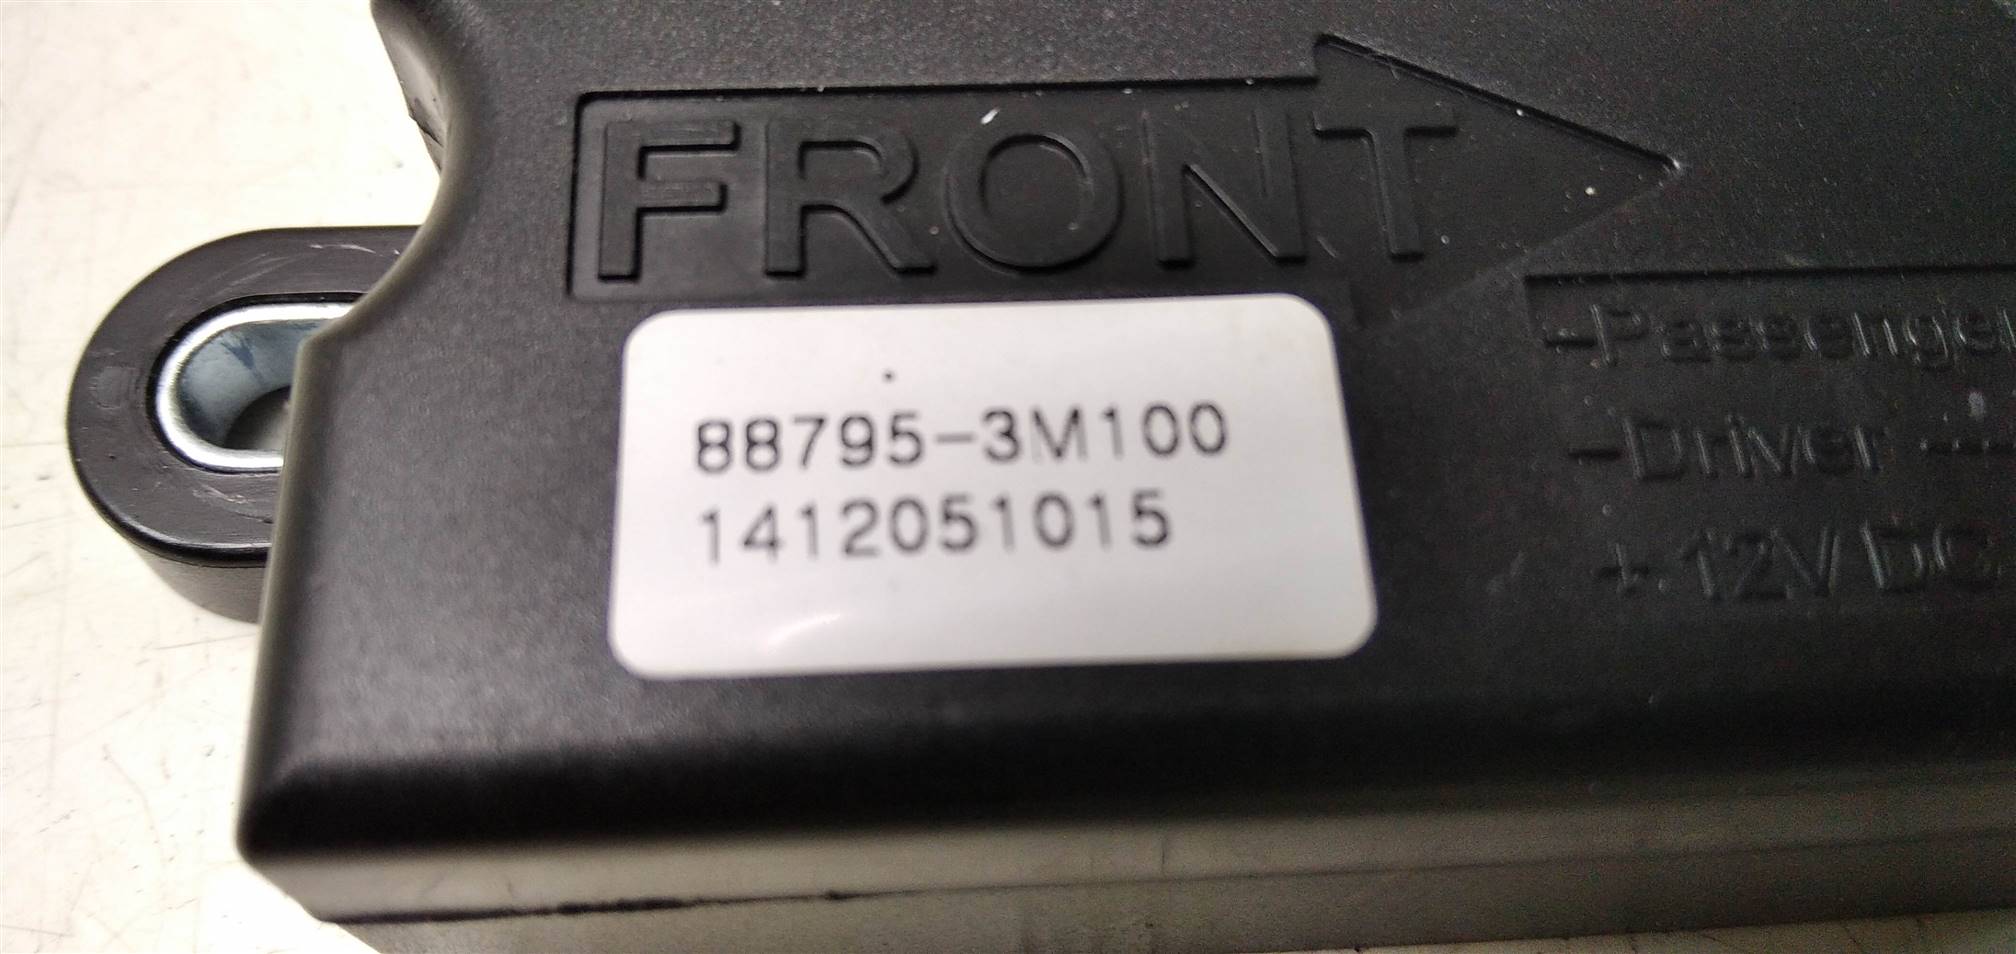 FRONT
88795-3M100
1412051015
-Passenger
-Driver
+ 12V DC